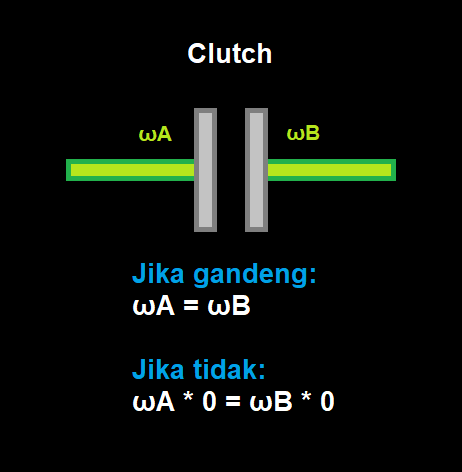 Clutch
ωA ωB
Jika gandeng:
ωA = ωB
Jika tidak:
ωA * 0 = ωB * 0